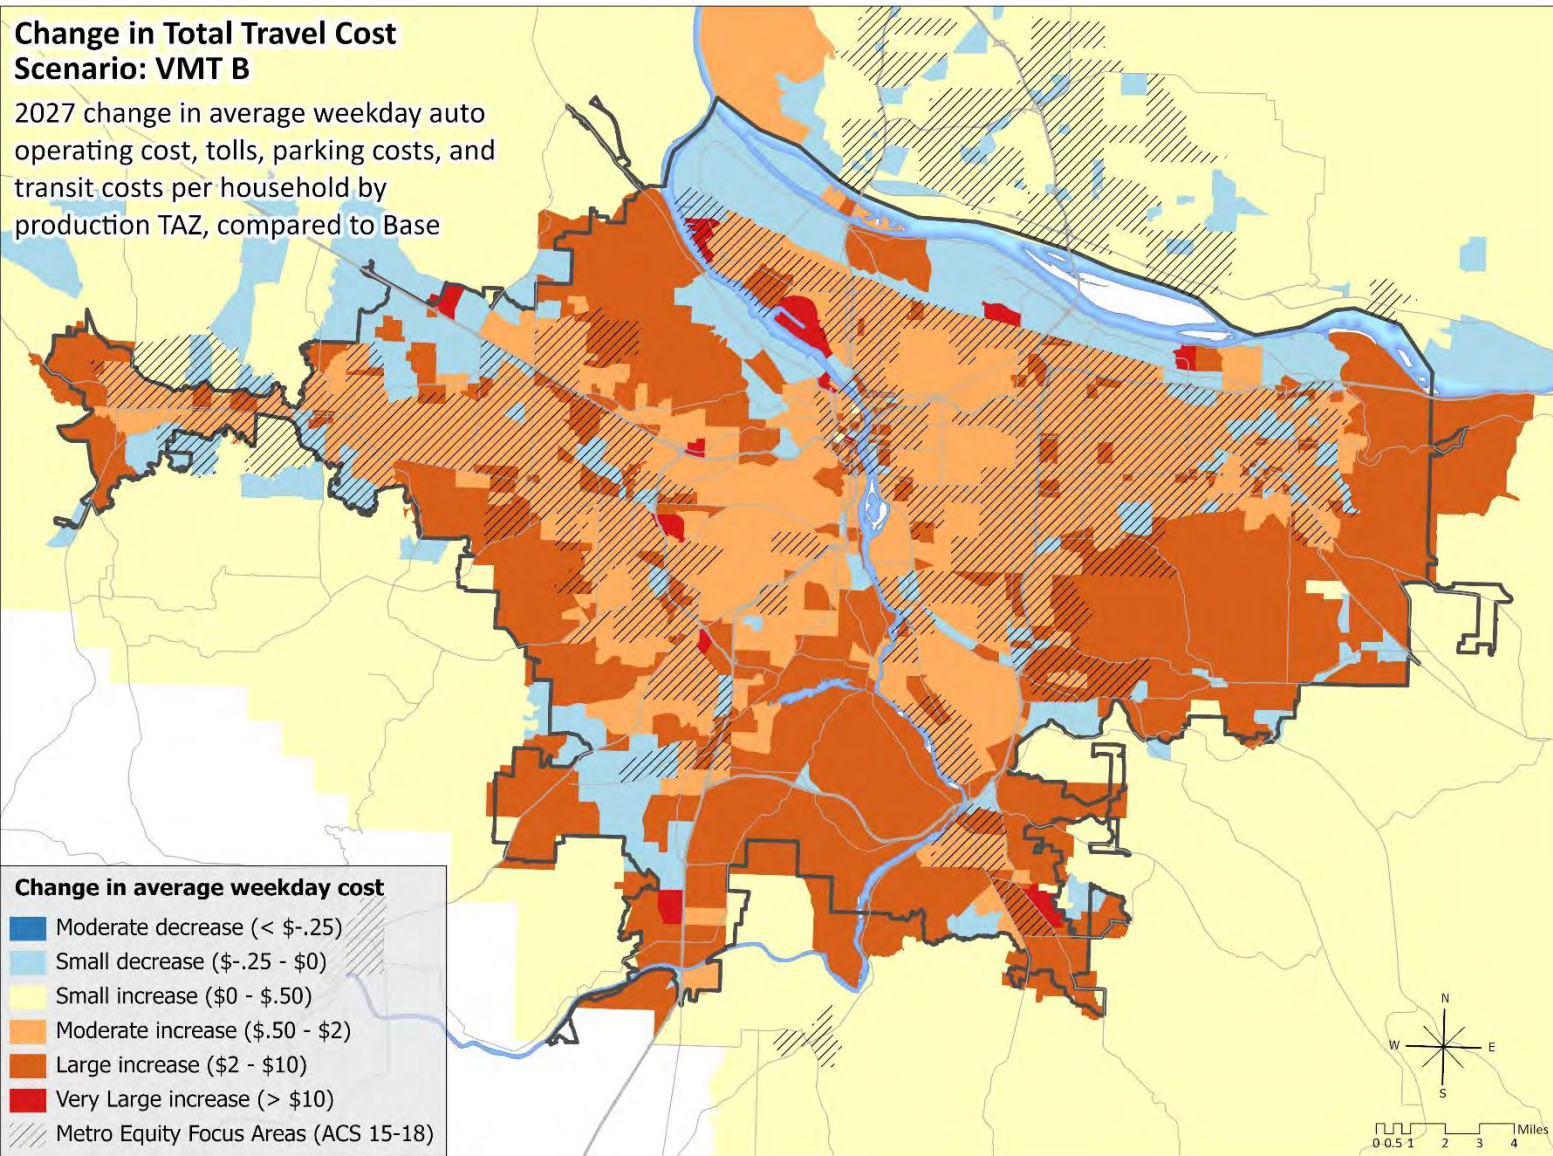 Change in Total Travel Cost
Scenario: VMT B
2027 change in average weekday auto
operating cost, tolls, parking costs, and
transit costs per household by
production TAZ, compared to Base
Change in average weekday cost
Moderate decrease (< $-.25)
Small decrease ($-.25 - $0)
Small increase ($0 - $.50)
Moderate increase ($.50 - $2)
Large increase ($2 - $10)
Very Large increase (> $10)
Metro Equity Focus Areas (ACS 15-18)
N
W E
S
Miles
0 0.5 1 2 3 4